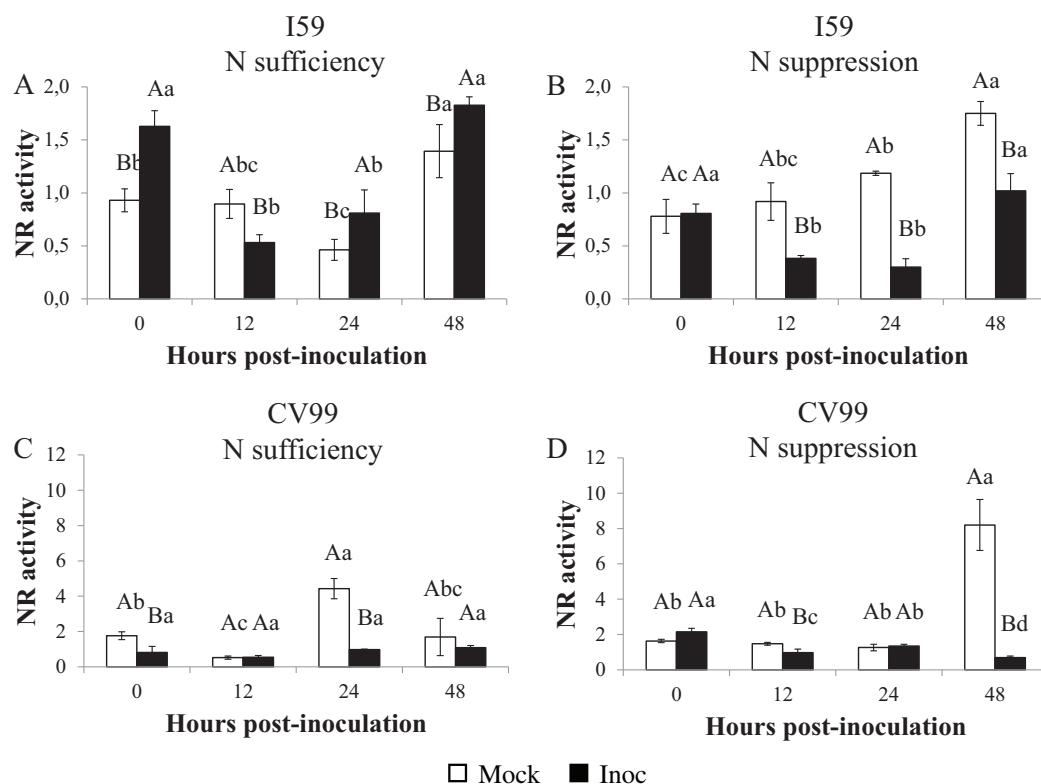 I59
N sufficiency
A
NR activity
2,0
1,5
1,0
0,5
0,0
Bb Aa Abc Bb Bc Ab Ba Aa
0 12 24 48
Hours post-inoculation
I59
N suppression
B
NR activity
2,0
1,5
1,0
0,5
0,0
Ac Aa Abc Bb Ab Bb Aa Ba
0 12 24 48
Hours post-inoculation
CV99
N sufficiency
C
NR activity
12
10
8
6
4
2
0
Ab Ba Ac Aa Aa Ba Abc Aa
0 12 24 48
Hours post-inoculation
CV99
N suppression
D
NR activity
12
10
8
6
4
2
0
Ab Aa Ab Bc Ab Ab Aa Bd
0 12 24 48
Hours post-inoculation
Mock Inoc